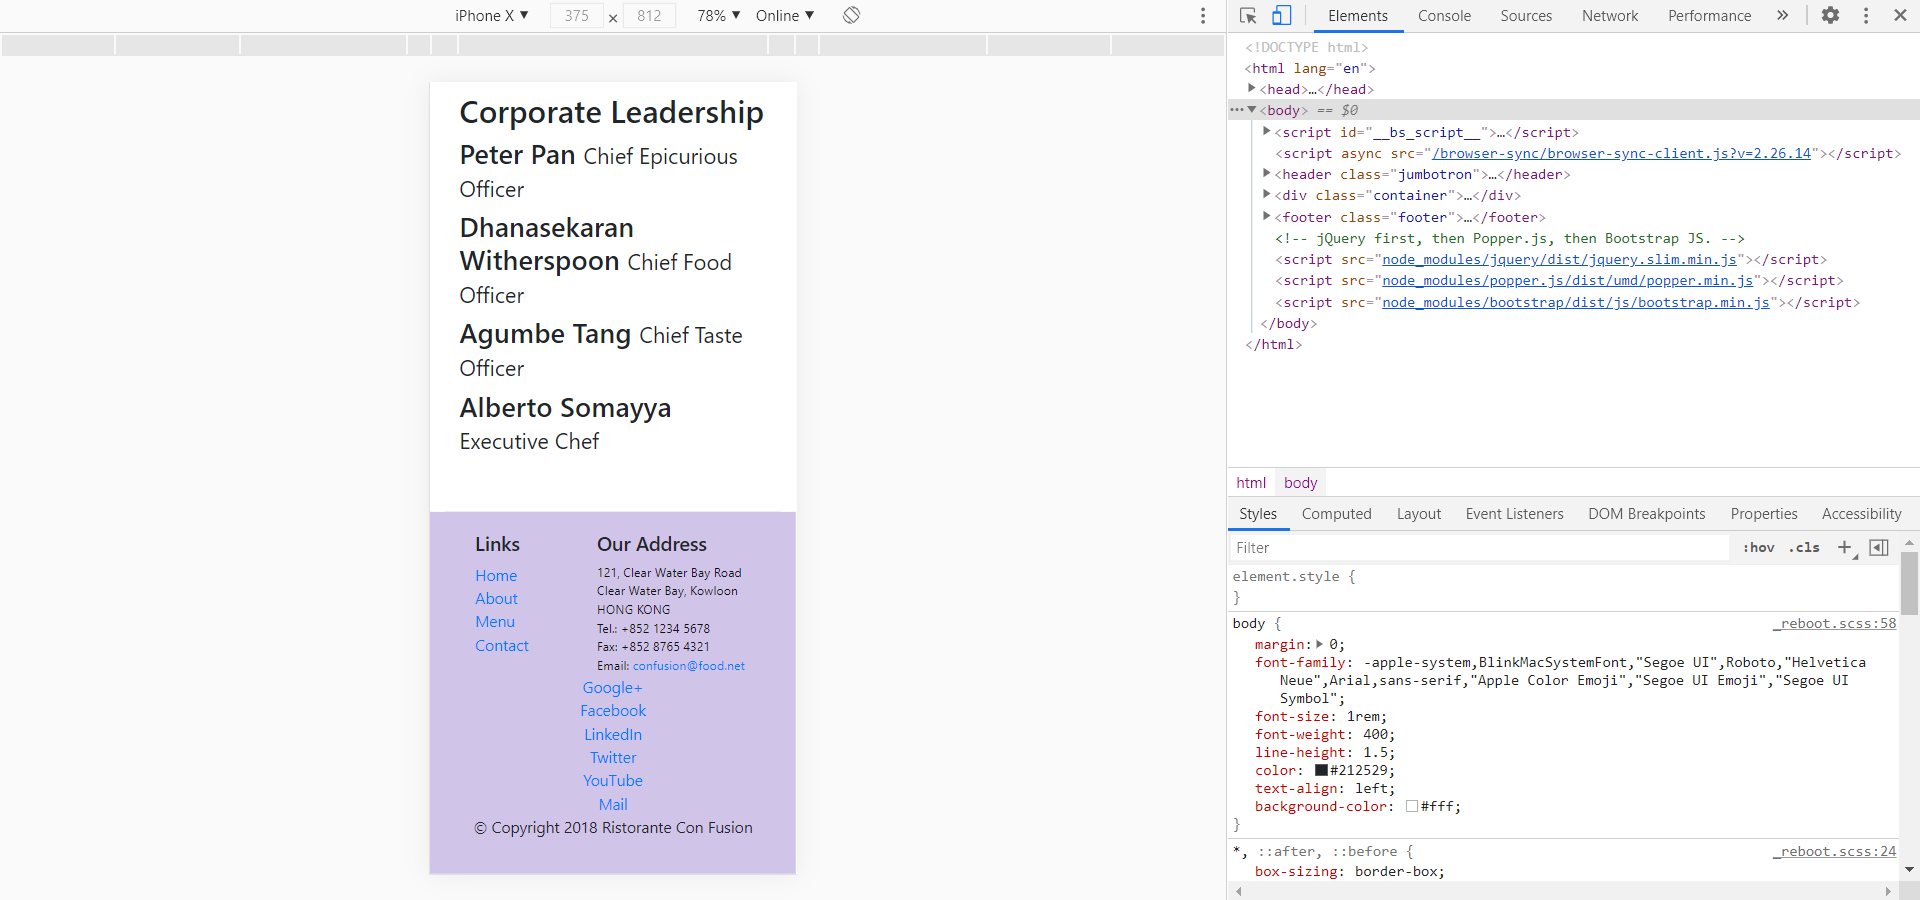 iPhone X ▼ 375 × 812 78% ▼ Online ▼
Corporate Leadership
Peter Pan Chief Epicurious
Officer
Dhanasekaran
Witherspoon Chief Food
Officer
Agumbe Tang Chief Taste
Officer
Alberto Somayya
Executive Chef
Links
Home
About
Menu
Contact
Our Address
121, Clear Water Bay Road
Clear Water Bay, Kowloon
HONG KONG
Tel.: +852 1234 5678
Fax: +852 8765 4321
Email: confusion@food.net
Google+
Facebook
LinkedIn
Twitter
YouTube
Mail
© Copyright 2018 Ristorante Con Fusion
Elements Console Sources Network Performance »
<!DOCTYPE html>
<html lang="en">
<head>…</head>
<body> == $0
<script id="__bs_script__">…</script>
<script async src="/browser-sync/browser-sync-client.js?v=2.26.14"></script>
<header class="jumbotron">…</header>
<div class="container">…</div>
<footer class="footer">…</footer>
<!-- jQuery first, then Popper.js, then Bootstrap JS. -->
<script src="node_modules/jquery/dist/jquery.slim.min.js"></script>
<script src="node_modules/popper.js/dist/umd/popper.min.js"></script>
<script src="node_modules/bootstrap/dist/js/bootstrap.min.js"></script>
</body>
</html>
html body
Styles Computed Layout Event Listeners DOM Breakpoints Properties Accessibility
Filter :hov .cls +
element.style {
}
body { _reboot.scss:58
margin: 0;
font-family: -apple-system,BlinkMacSystemFont,"Segoe UI",Roboto,"Helvetica
Neue",Arial,sans-serif,"Apple Color Emoji","Segoe UI Emoji","Segoe UI
Symbol";
font-size: 1rem;
font-weight: 400;
line-height: 1.5;
color: #212529;
text-align: left;
background-color: #fff;
}
*, ::after, ::before { _reboot.scss:24
box-sizing: border-box;